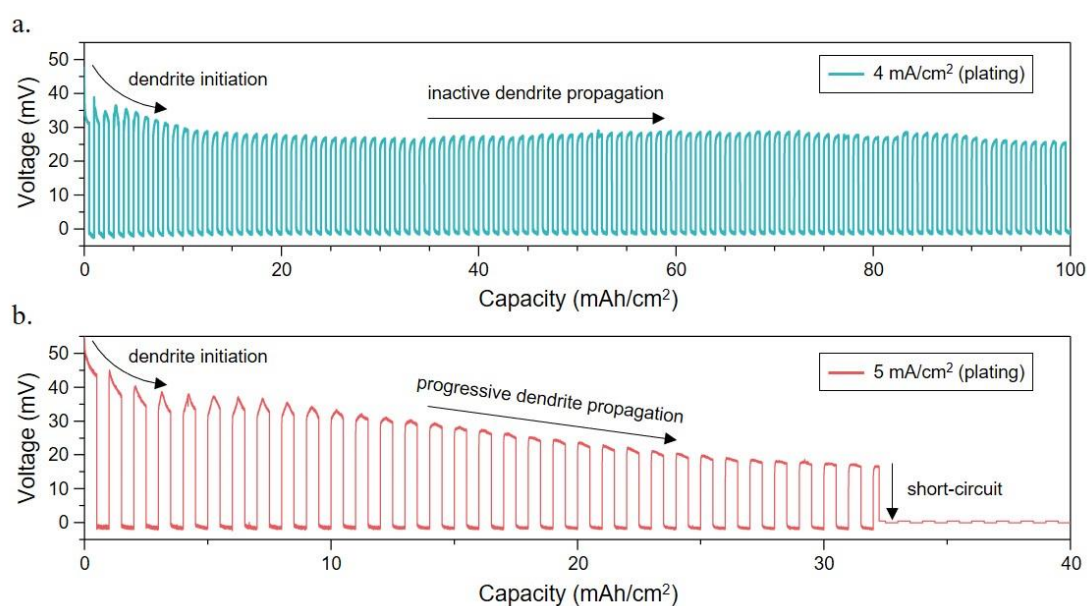 a.
50
40
30
20
10
0
Voltage (mV)
dendrite initiation
inactive dendrite propagation
4 mA/cm² (plating)
0 20 40 60 80 100
Capacity (mAh/cm²)
b.
50
40
30
20
10
0
Voltage (mV)
dendrite initiation
progressive dendrite propagation
5 mA/cm² (plating)
short-circuit
0 10 20 30 40
Capacity (mAh/cm²)